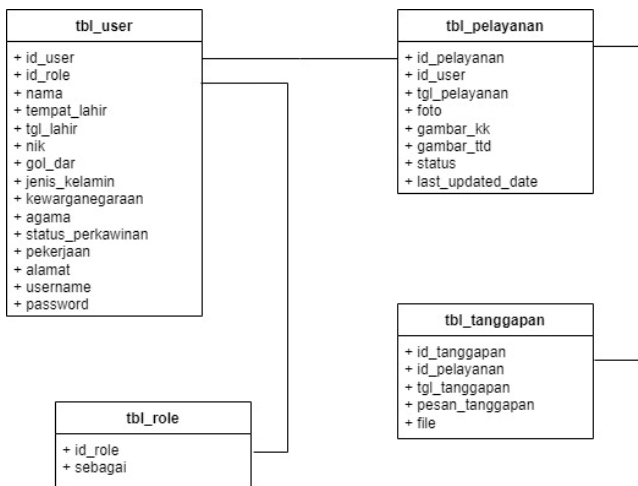 tbl_user
+ id_user
+ id_role
+ nama
+ tempat_lahir
+ tgl_lahir
+ nik
+ gol_dar
+ jenis_kelamin
+ kewarganegaraan
+ agama
+ status_perkawinan
+ pekerjaan
+ alamat
+ username
+ password
tbl_pelayanan
+ id_pelayanan
+ id_user
+ tgl_pelayanan
+ foto
+ gambar_kk
+ gambar_ttd
+ status
+ last_updated_date
tbl_tanggapan
+ id_tanggapan
+ id_pelayanan
+ tgl_tanggapan
+ pesan_tanggapan
+ file
tbl_role
+ id_role
+ sebagai